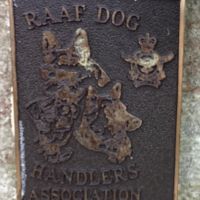 RAAF DOG
HANDLERS
ASSOCIATION